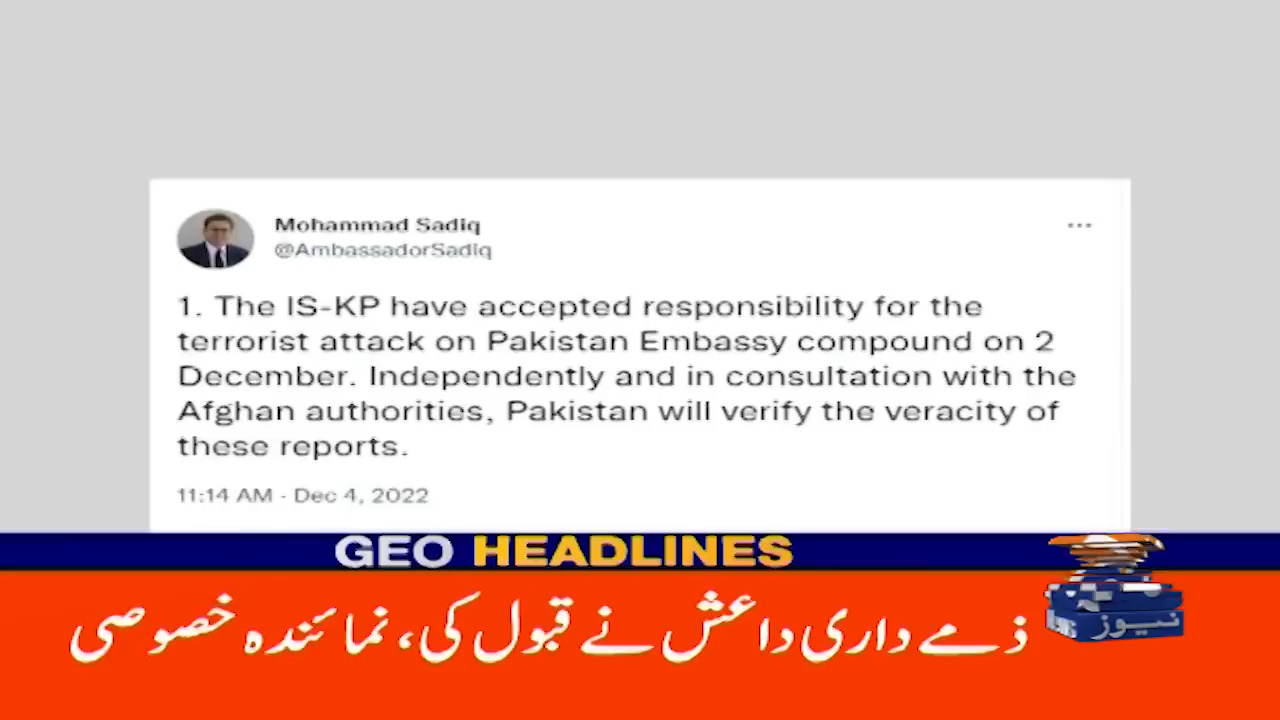 Mohammad Sadiq
@AmbassadorSadiq
1. The IS-KP have accepted responsibility for the
terrorist attack on Pakistan Embassy compound on 2
December. Independently and in consultation with the
Afghan authorities, Pakistan will verify the veracity of
these reports.
11:14 AM - Dec 4, 2022
GEO HEADLINES
ذمے داری داعش نے قبول کی، نمائندہ خصوصی
نیوز
NEWS